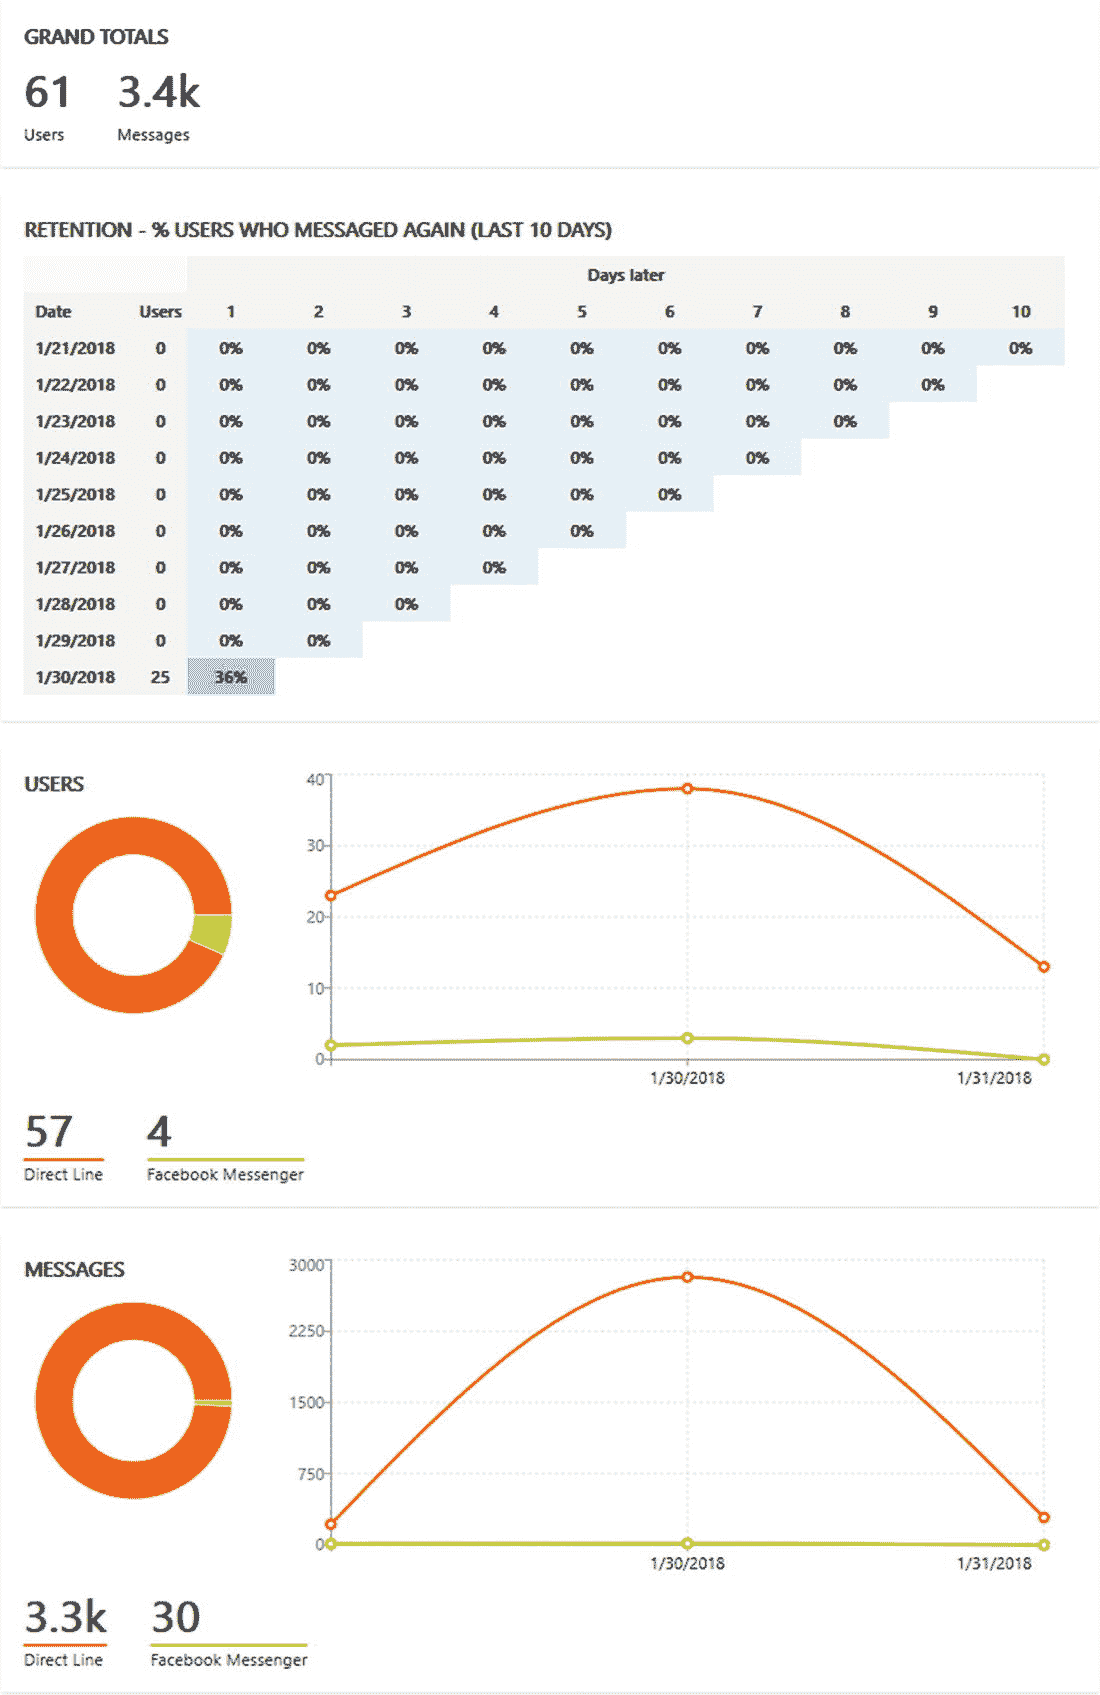 GRAND TOTALS
61 3.4k
Users Messages
RETENTION - % USERS WHO MESSAGED AGAIN (LAST 10 DAYS)
Days later
Date Users 1 2 3 4 5 6 7 8 9 10
1/21/2018 0 0% 0% 0% 0% 0% 0% 0% 0% 0% 0%
1/22/2018 0 0% 0% 0% 0% 0% 0% 0% 0% 0%
1/23/2018 0 0% 0% 0% 0% 0% 0% 0% 0%
1/24/2018 0 0% 0% 0% 0% 0% 0% 0%
1/25/2018 0 0% 0% 0% 0% 0% 0%
1/26/2018 0 0% 0% 0% 0% 0%
1/27/2018 0 0% 0% 0% 0%
1/28/2018 0 0% 0% 0%
1/29/2018 0 0% 0%
1/30/2018 25 36%
USERS
40
30
20
10
0
1/30/2018 1/31/2018
57 4
Direct Line Facebook Messenger
MESSAGES
3000
2250
1500
750
0
1/30/2018 1/31/2018
3.3k 30
Direct Line Facebook Messenger